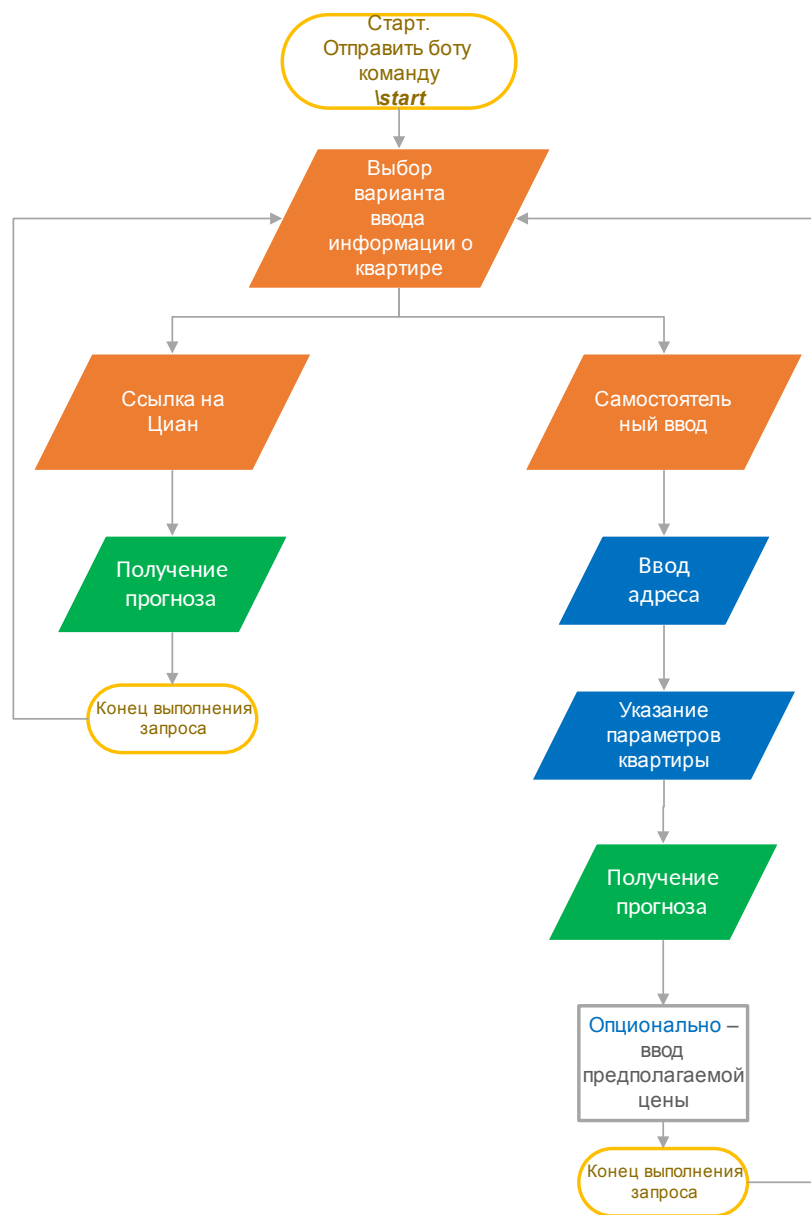 Старт.
Отправить боту
команду
\start
Выбор
варианта
ввода
информации о
квартире
Ссылка на
Циан
Самостоятель
ный ввод
Получение
прогноза
Ввод
адреса
Конец выполнения
запроса
Указание
параметров
квартиры
Получение
прогноза
Опционально –
ввод
предполагаемой
цены
Конец выполнения
запроса